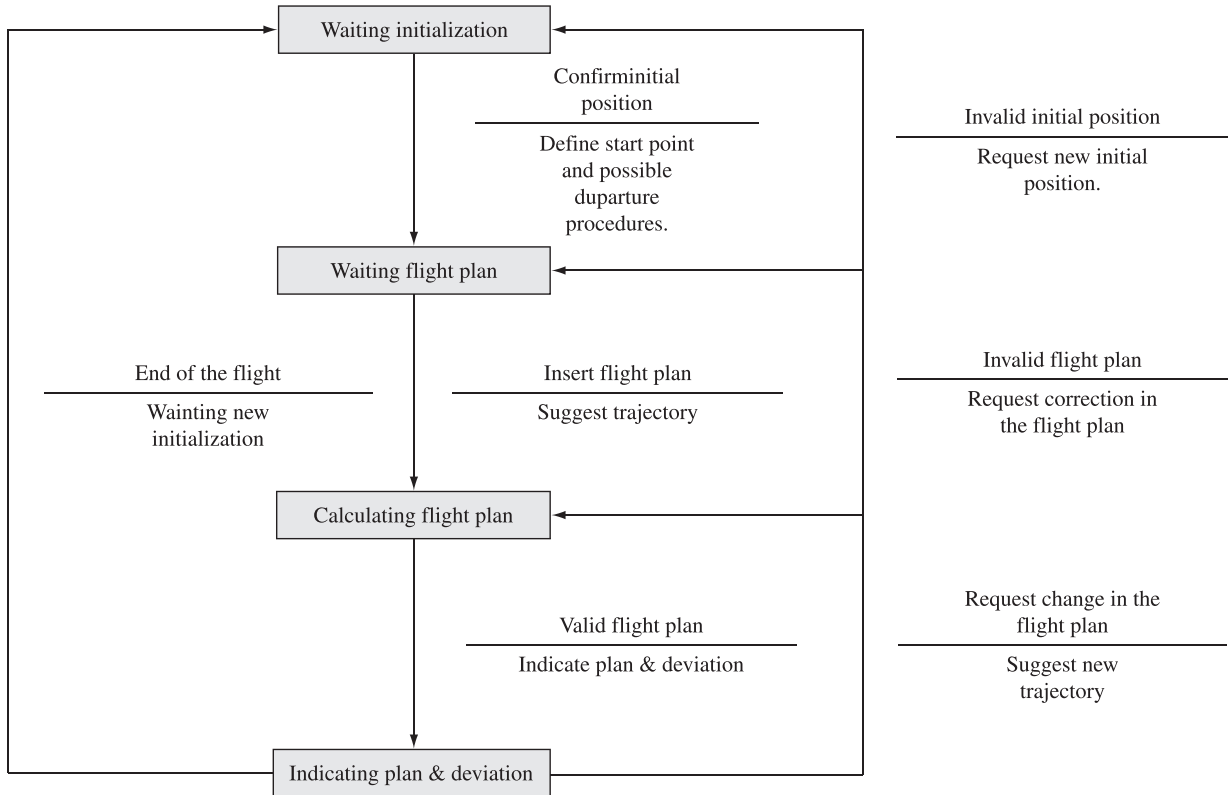 Waiting initialization
Confirminitial
position
Define start point
and possible
duparture
procedures.
Invalid initial position
Request new initial
position.
Waiting flight plan
End of the flight
Wainting new
initialization
Insert flight plan
Suggest trajectory
Invalid flight plan
Request correction in
the flight plan
Calculating flight plan
Valid flight plan
Indicate plan & deviation
Request change in the
flight plan
Suggest new
trajectory
Indicating plan & deviation